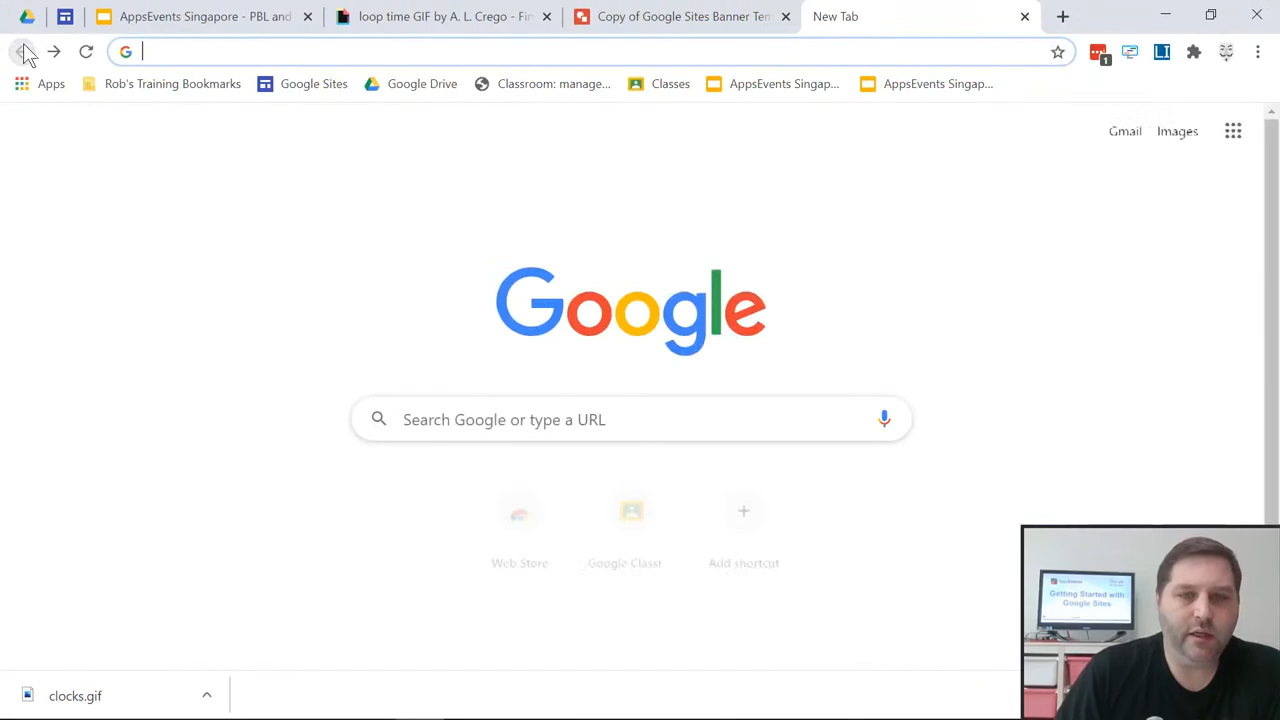 AppsEvents Singapore - PBL and
loop time GIF by A. L. Crego - Fin
Copy of Google Sites Banner Tem
New Tab
1
Apps
Rob's Training Bookmarks
Google Sites
Google Drive
Classroom: manage...
Classes
AppsEvents Singap...
AppsEvents Singap...
Gmail Images
Google
Search Google or type a URL
Web Store
Google Classr
Add shortcut
Getting Started with
Google Sites
clocks.gif